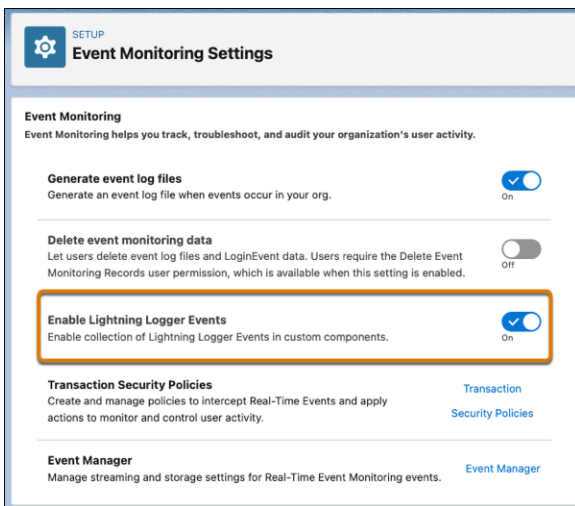 SETUP
Event Monitoring Settings
Event Monitoring
Event Monitoring helps you track, troubleshoot, and audit your organization's user activity.
Generate event log files
Generate an event log file when events occur in your org.
On
Delete event monitoring data
Let users delete event log files and LoginEvent data. Users require the Delete Event
Monitoring Records user permission, which is available when this setting is enabled.
Off
Enable Lightning Logger Events
Enable collection of Lightning Logger Events in custom components.
On
Transaction Security Policies
Create and manage policies to intercept Real-Time Events and apply
actions to monitor and control user activity.
Transaction
Security Policies
Event Manager
Manage streaming and storage settings for Real-Time Event Monitoring events.
Event Manager